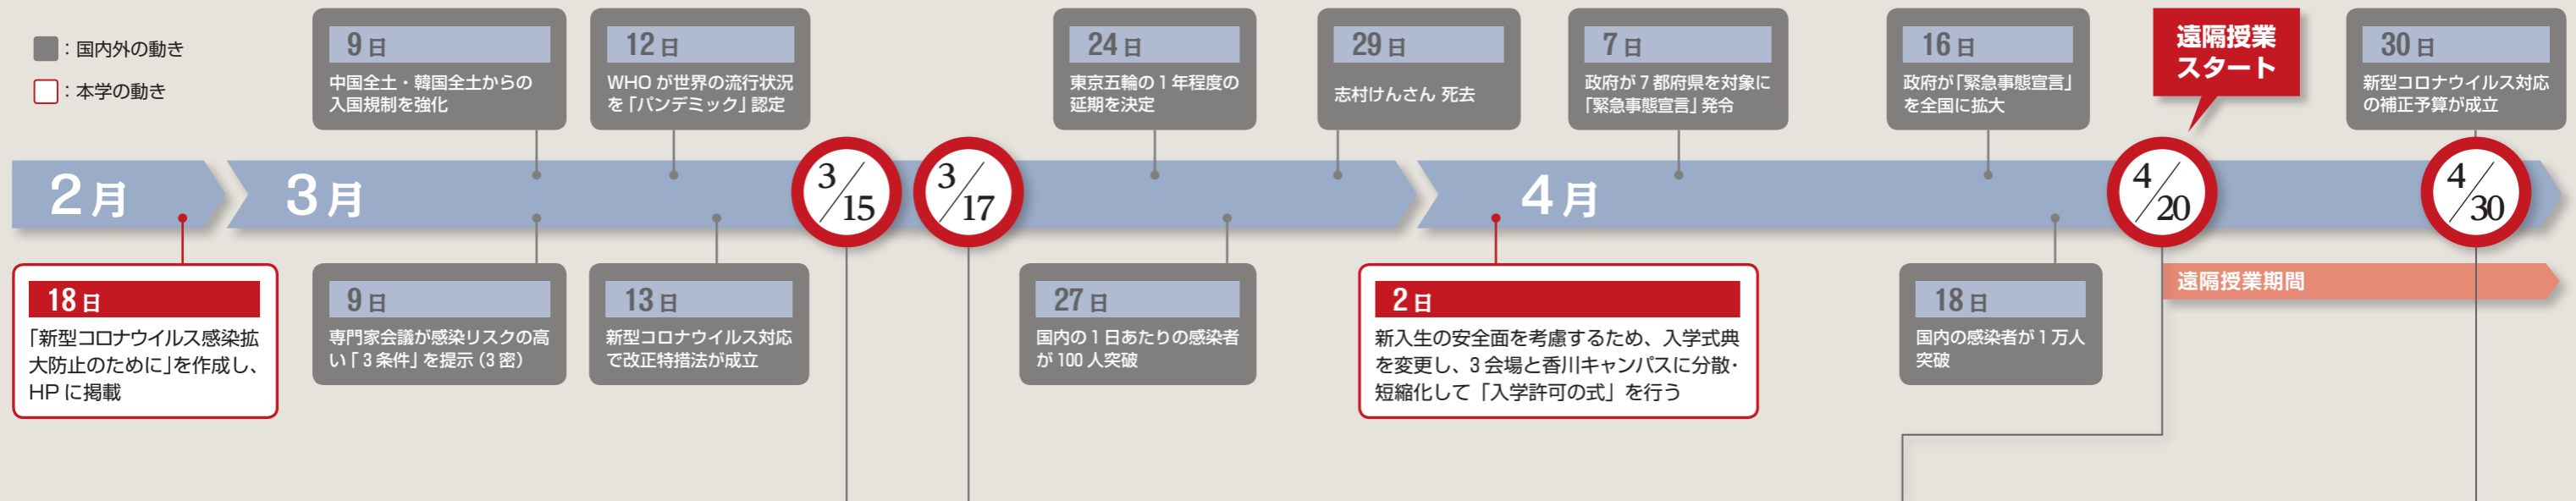 ：国内外の動き
：本学の動き
9日
中国全土・韓国全土からの
入国規制を強化
12日
WHO が世界の流行状況
を「パンデミック」認定
24日
東京五輪の1年程度の
延期を決定
29日
志村けんさん 死去
7日
政府が7都府県を対象に
「緊急事態宣言」発令
16日
政府が「緊急事態宣言」
を全国に拡大
遠隔授業
スタート
30日
新型コロナウイルス対応
の補正予算が成立
2月
3月
3/15
3/17
4月
4/20
4/30
18日
「新型コロナウイルス感染拡
大防止のために」を作成し、
HP に掲載
9日
専門家会議が感染リスクの高
い「3条件」を提示（3密）
13日
新型コロナウイルス対応
で改正特措法が成立
27日
国内の1日あたりの感染者
が100人突破
2日
新入生の安全面を考慮するため、入学式典
を変更し、3会場と香川キャンパスに分散・
短縮化して「入学許可の式」を行う
18日
国内の感染者が1万人
突破
遠隔授業期間